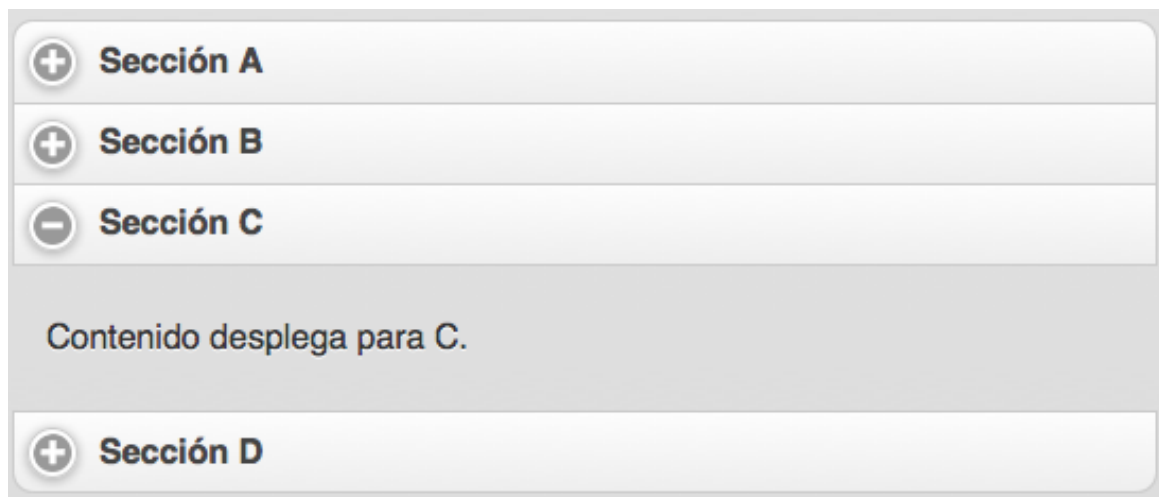 Sección A
Sección B
Sección C
Contenido desplega para C.
Sección D